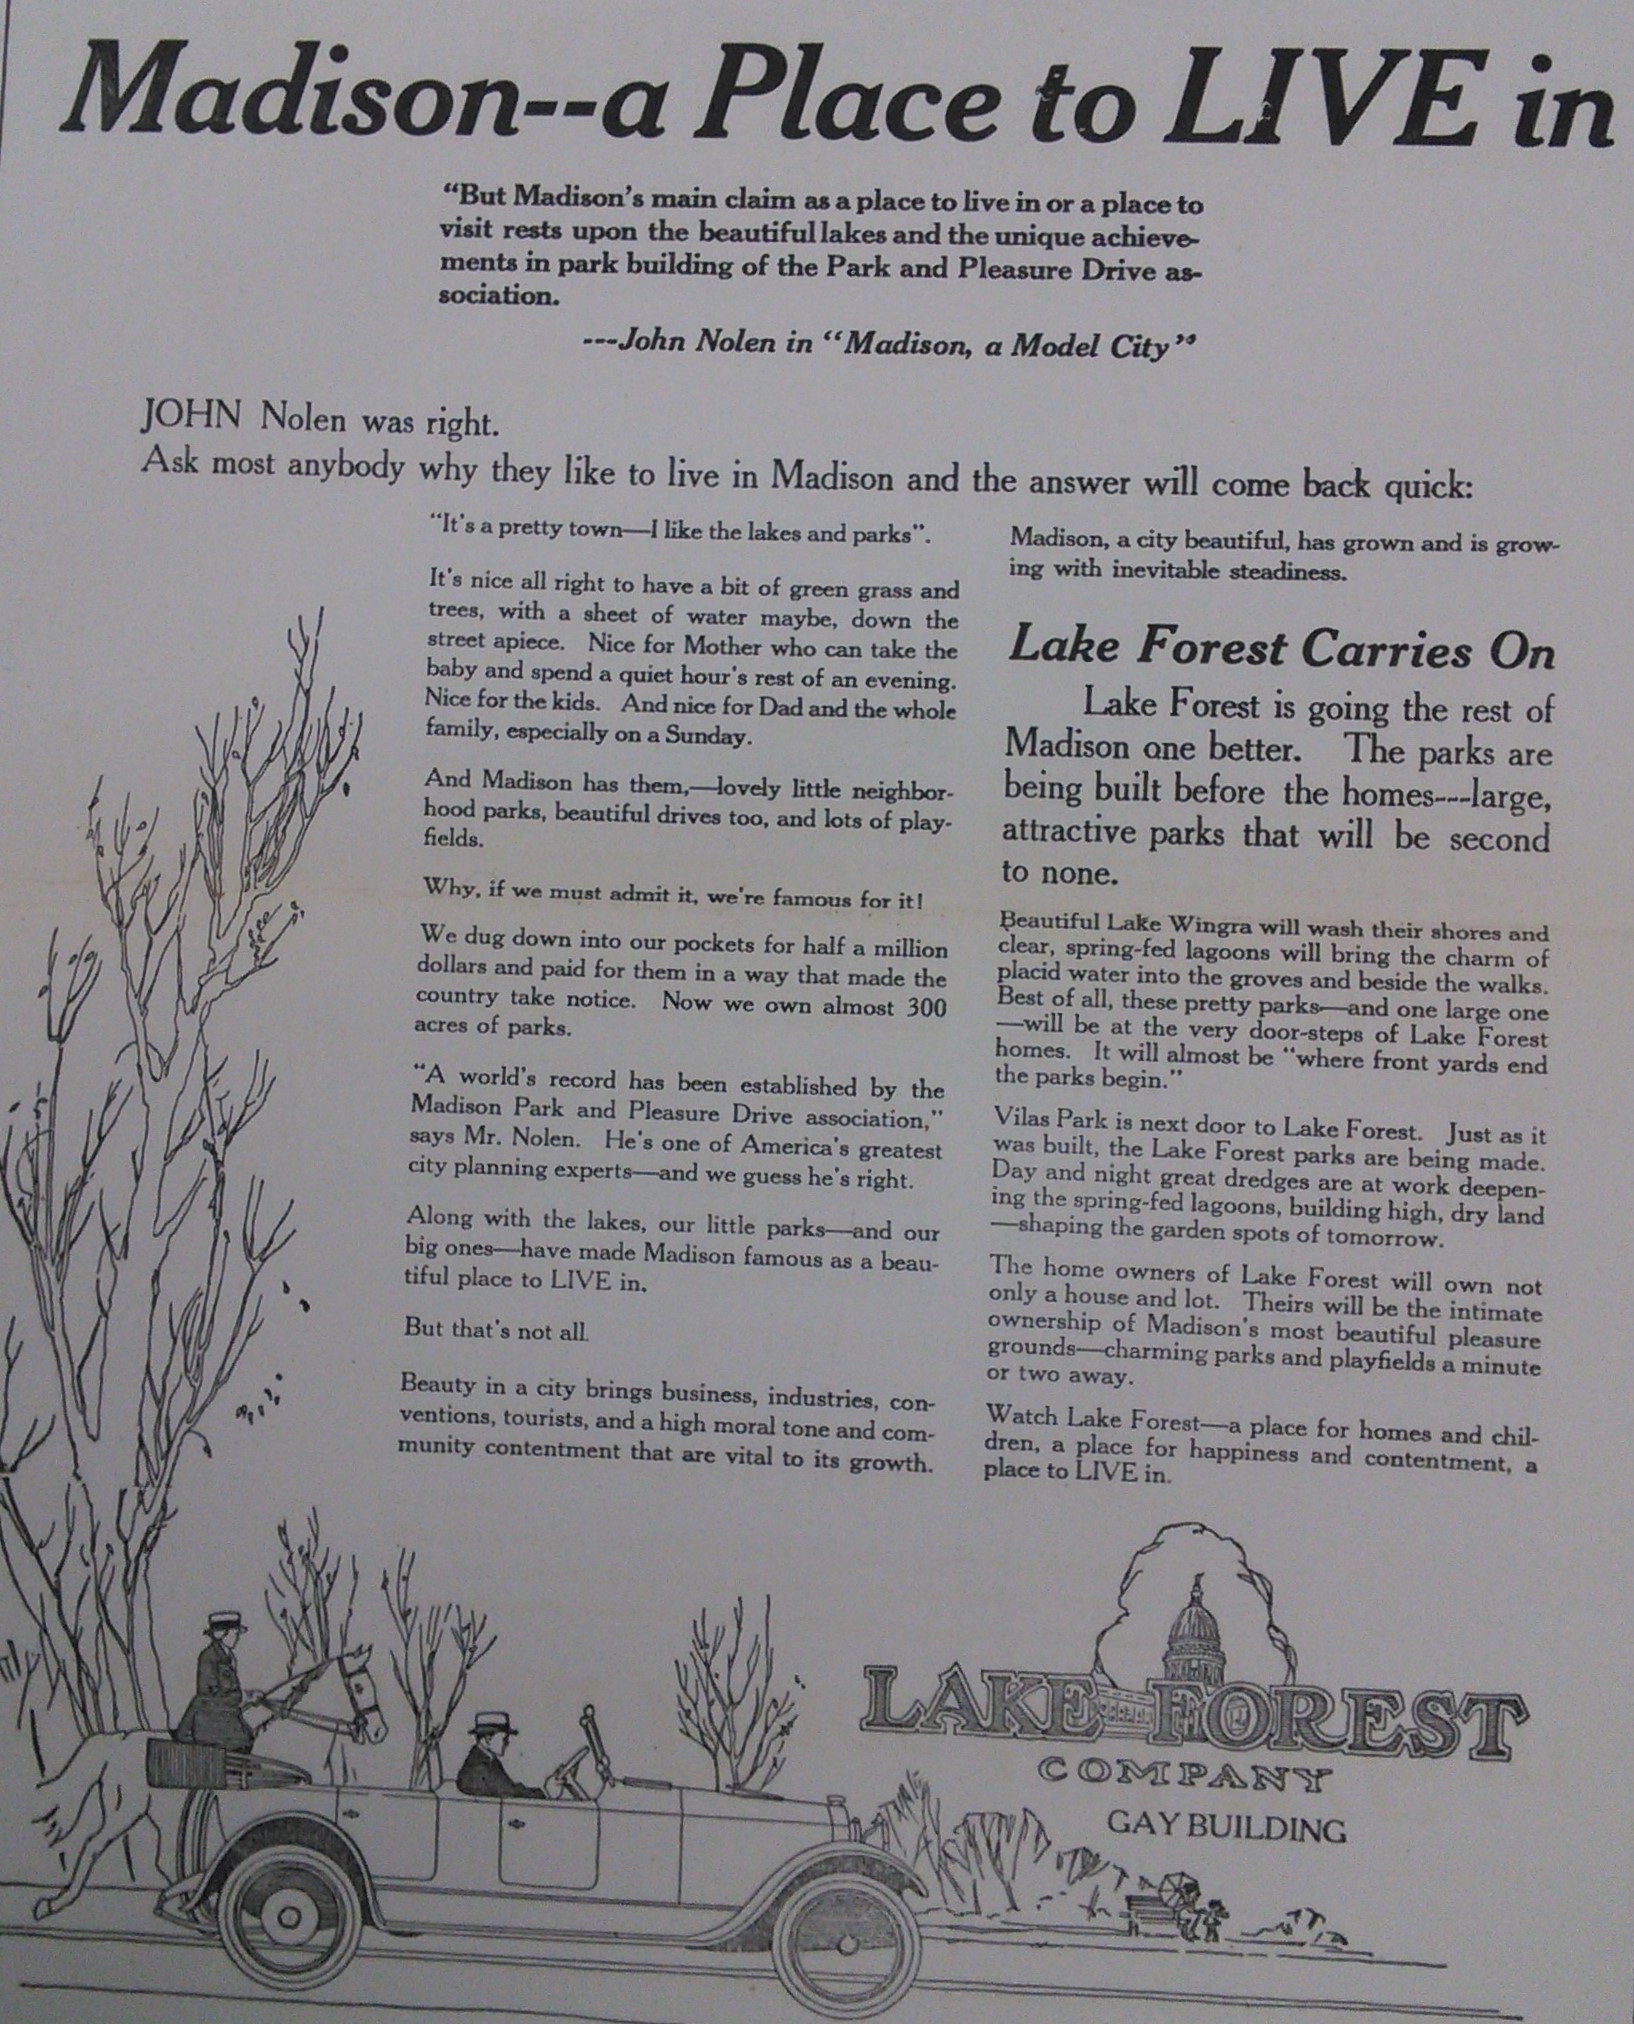 Madison--a Place to LIVE in
“But Madison’s main claim as a place to live in or a place to
visit rests upon the beautiful lakes and the unique achieve-
ments in park building of the Park and Pleasure Drive as-
sociation.
---John Nolen in “Madison, a Model City”
JOHN Nolen was right.
Ask most anybody why they like to live in Madison and the answer will come back quick:
“It’s a pretty town—I like the lakes and parks”.
It’s nice all right to have a bit of green grass and
trees, with a sheet of water maybe, down the
street apiece. Nice for Mother who can take the
baby and spend a quiet hour’s rest of an evening.
Nice for the kids. And nice for Dad and the whole
family, especially on a Sunday.
And Madison has them,—lovely little neighbor-
hood parks, beautiful drives too, and lots of play-
fields.
Why, if we must admit it, we’re famous for it!
We dug down into our pockets for half a million
dollars and paid for them in a way that made the
country take notice. Now we own almost 300
acres of parks.
“A world’s record has been established by the
Madison Park and Pleasure Drive association,”
says Mr. Nolen. He’s one of America’s greatest
city planning experts—and we guess he’s right.
Along with the lakes, our little parks—and our
big ones—have made Madison famous as a beau-
tiful place to LIVE in.
But that’s not all.
Beauty in a city brings business, industries, con-
ventions, tourists, and a high moral tone and com-
munity contentment that are vital to its growth.
Madison, a city beautiful, has grown and is grow-
ing with inevitable steadiness.
Lake Forest Carries On
Lake Forest is going the rest of
Madison one better. The parks are
being built before the homes---large,
attractive parks that will be second
to none.
Beautiful Lake Wingra will wash their shores and
clear, spring-fed lagoons will bring the charm of
placid water into the groves and beside the walks.
Best of all, these pretty parks—and one large one
—will be at the very door-steps of Lake Forest
homes. It will almost be “where front yards end
the parks begin.”
Vilas Park is next door to Lake Forest. Just as it
was built, the Lake Forest parks are being made.
Day and night great dredges are at work deepen-
ing the spring-fed lagoons, building high, dry land
—shaping the garden spots of tomorrow.
The home owners of Lake Forest will own not
only a house and lot. Theirs will be the intimate
ownership of Madison’s most beautiful pleasure
grounds—charming parks and playfields a minute
or two away.
Watch Lake Forest—a place for homes and chil-
dren, a place for happiness and contentment, a
place to LIVE in.
LAKE FOREST
COMPANY
GAY BUILDING